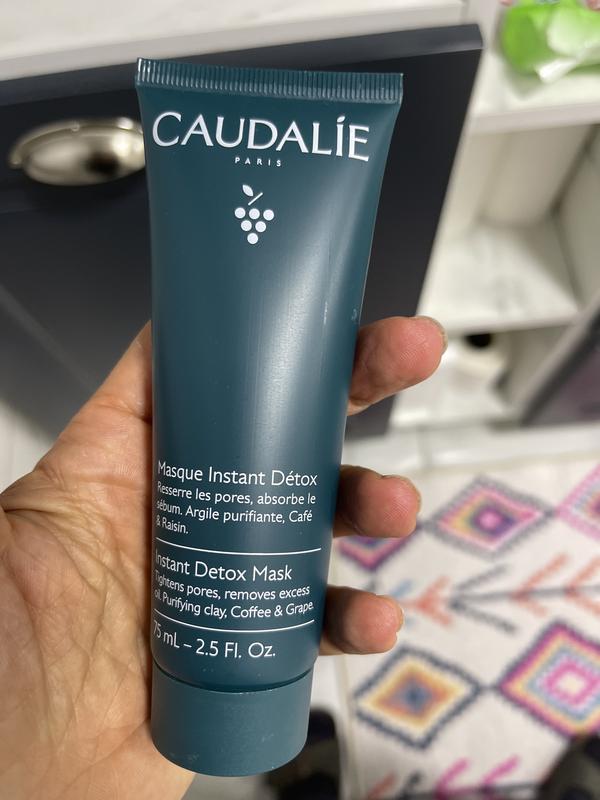 CAUDALÍE
PARIS
Masque Instant Détox
Resserre les pores, absorbe le
sébum. Argile purifiante, Café
& Raisin.
Instant Detox Mask
Tightens pores, removes excess
oil. Purifying clay, Coffee & Grape.
75 mL – 2.5 Fl. Oz.